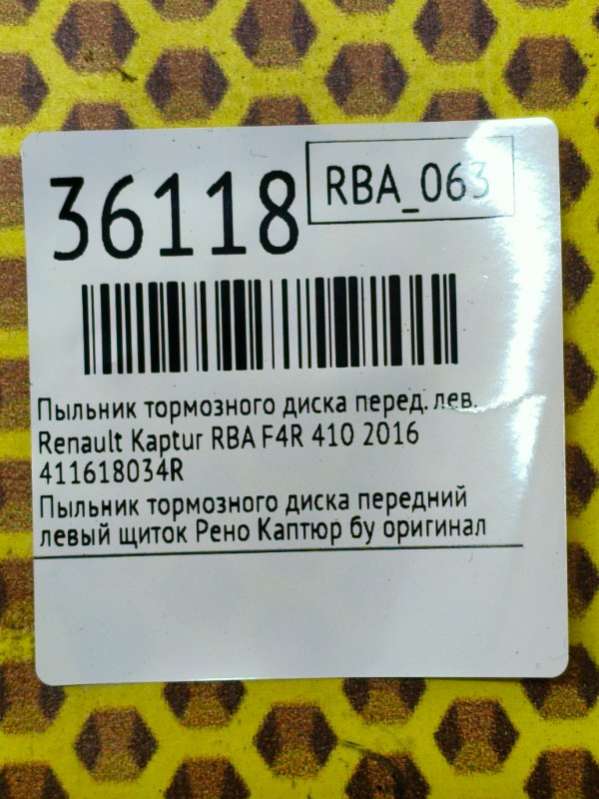 36118
RBA_063
Пыльник тормозного диска перед. лев.
Renault Kaptur RBA F4R 410 2016
411618034R
Пыльник тормозного диска передний
левый щиток Рено Каптюр бу оригинал